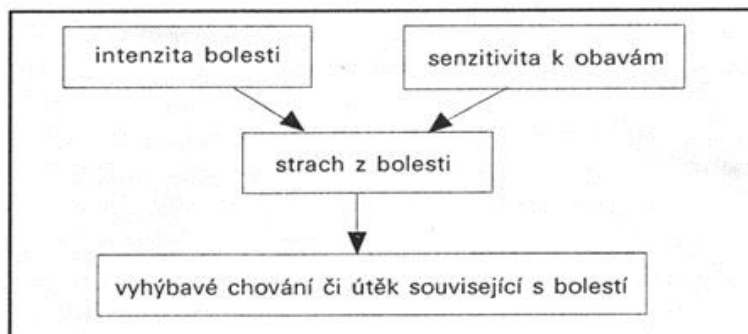 intenzita bolesti
senzitivita k obavám
strach z bolesti
vyhýbavé chování či útěk související s bolestí